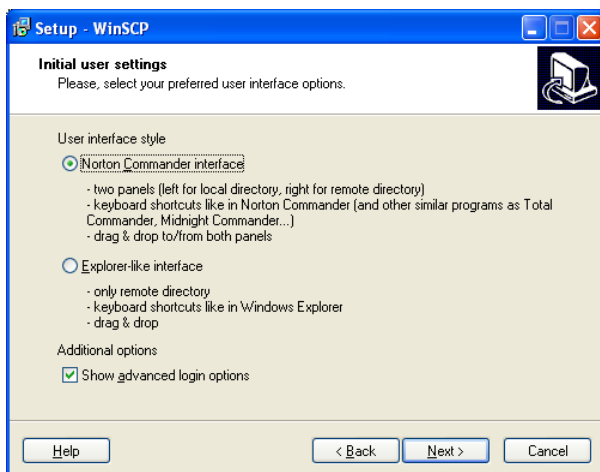 Setup - WinSCP
Initial user settings
Please, select your preferred user interface options.
User interface style
Norton Commander interface
- two panels (left for local directory, right for remote directory)
- keyboard shortcuts like in Norton Commander (and other similar programs as Total
Commander, Midnight Commander...)
- drag & drop to/from both panels
Explorer-like interface
- only remote directory
- keyboard shortcuts like in Windows Explorer
- drag & drop
Additional options
Show advanced login options
Help
< Back
Next >
Cancel